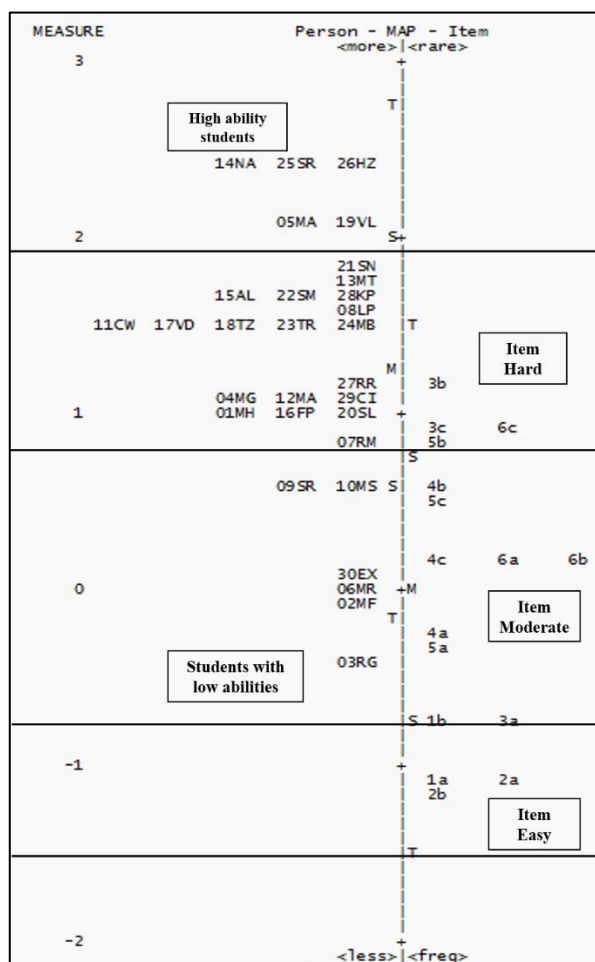 MEASURE Person - MAP - Item
<more>|<rare>
3 +
T
High ability
students
14NA 25SR 26HZ
05MA 19VL
2 S+
21SN
13MT
15AL 22SM 28KP
08LP
11CW 17VD 18TZ 23TR 24MB |T
M
Item
Hard
27RR 3b
04MG 12MA 29CI
1 01MH 16FP 20SL +
3c 6c
07RM 5b
S
09SR 10MS S 4b
5c
4c 6a 6b
30EX
0 06MR +M
02MF
T
Item
Moderate
4a
5a
Students with
low abilities
03RG
S 1b 3a
-1 +
1a 2a
2b
Item
Easy
T
-2 +
<less>|<freq>